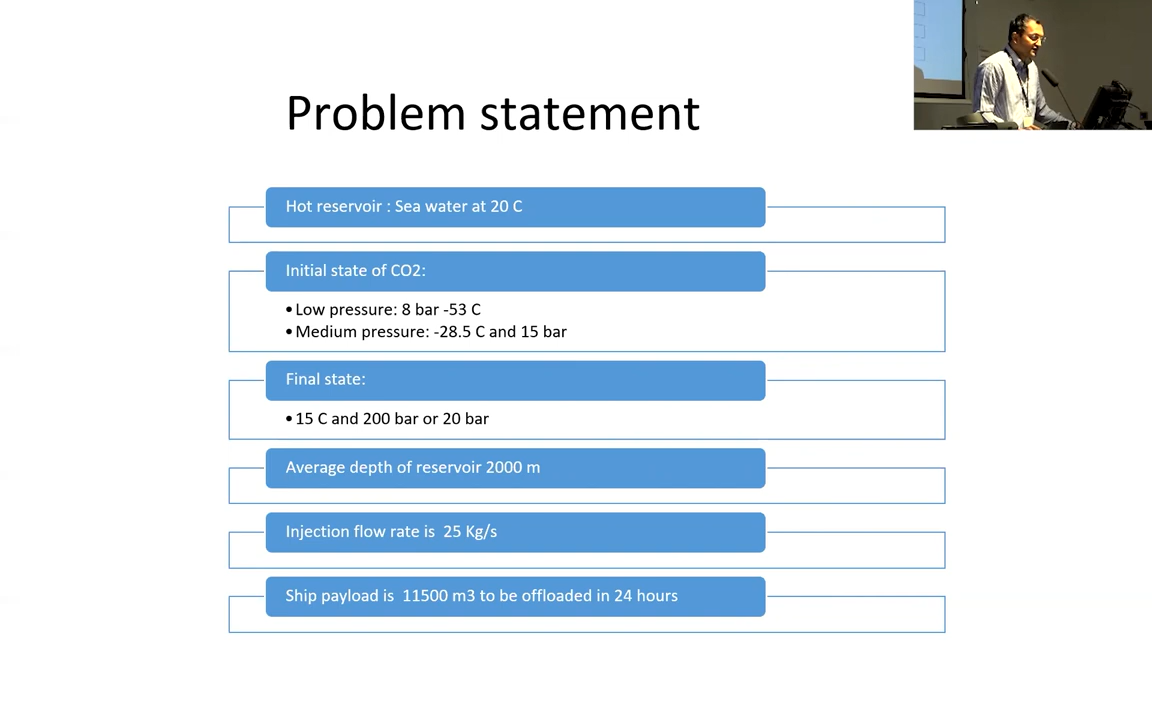 Problem statement
Hot reservoir : Sea water at 20 C
Initial state of CO2:
•Low pressure: 8 bar -53 C
•Medium pressure: -28.5 C and 15 bar
Final state:
•15 C and 200 bar or 20 bar
Average depth of reservoir 2000 m
Injection flow rate is  25 Kg/s
Ship payload is  11500 m3 to be offloaded in 24 hours